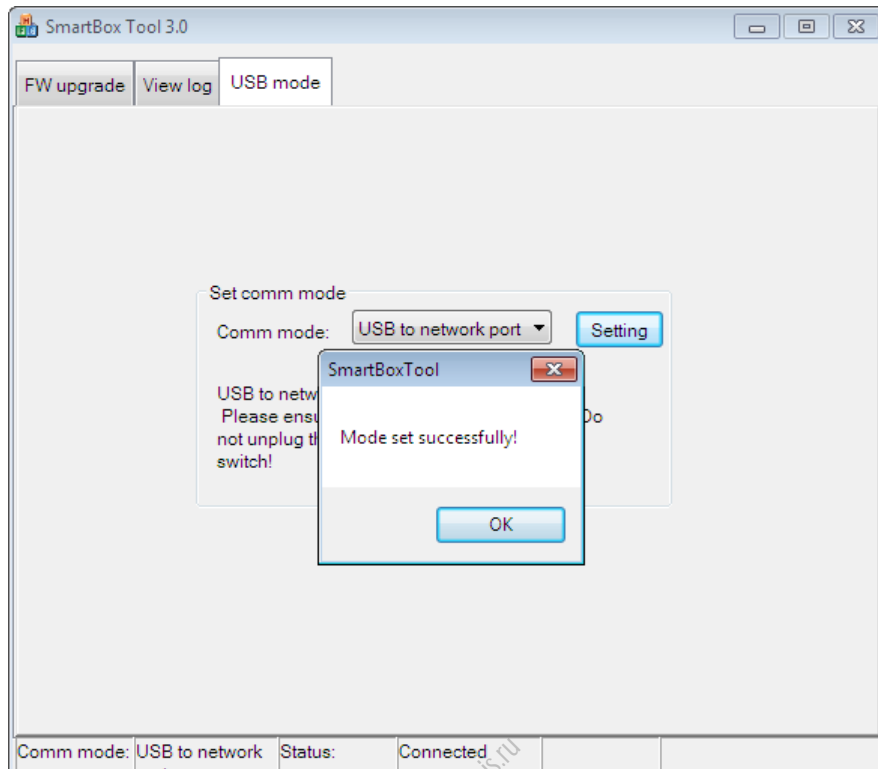 SmartBox Tool 3.0
FW upgrade View log USB mode
Set comm mode
Comm mode: USB to network port Setting
SmartBoxTool
USB to netw
Please ensu Do
not unplug th
switch!
Mode set successfully!
OK
Comm mode: USB to network Status: Connected